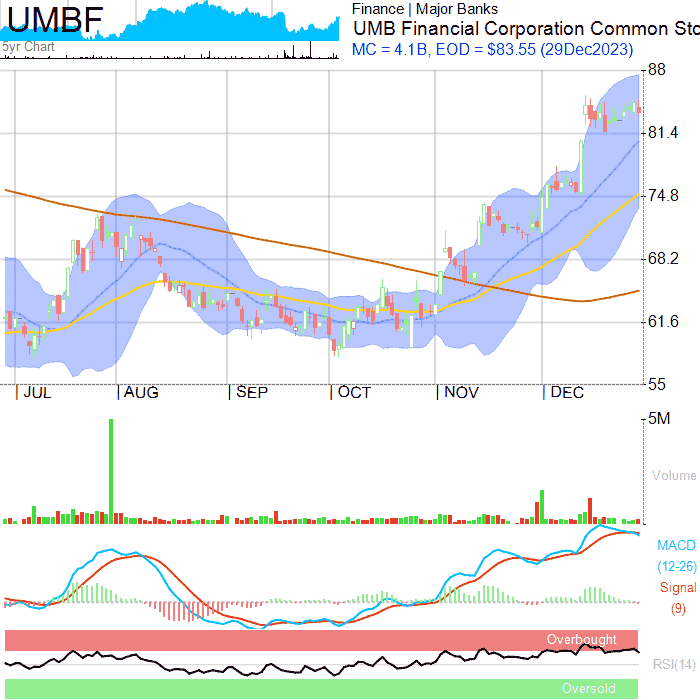 UMBF
5yr Chart
Finance | Major Banks
UMB Financial Corporation Common Sto
MC = 4.1B, EOD = $83.55 (29Dec2023)
88
81.4
74.8
68.2
61.6
55
JUL
AUG
SEP
OCT
NOV
DEC
5M
Volume
MACD
(12-26)
Signal
(9)
Overbought
RSI(14)
Oversold